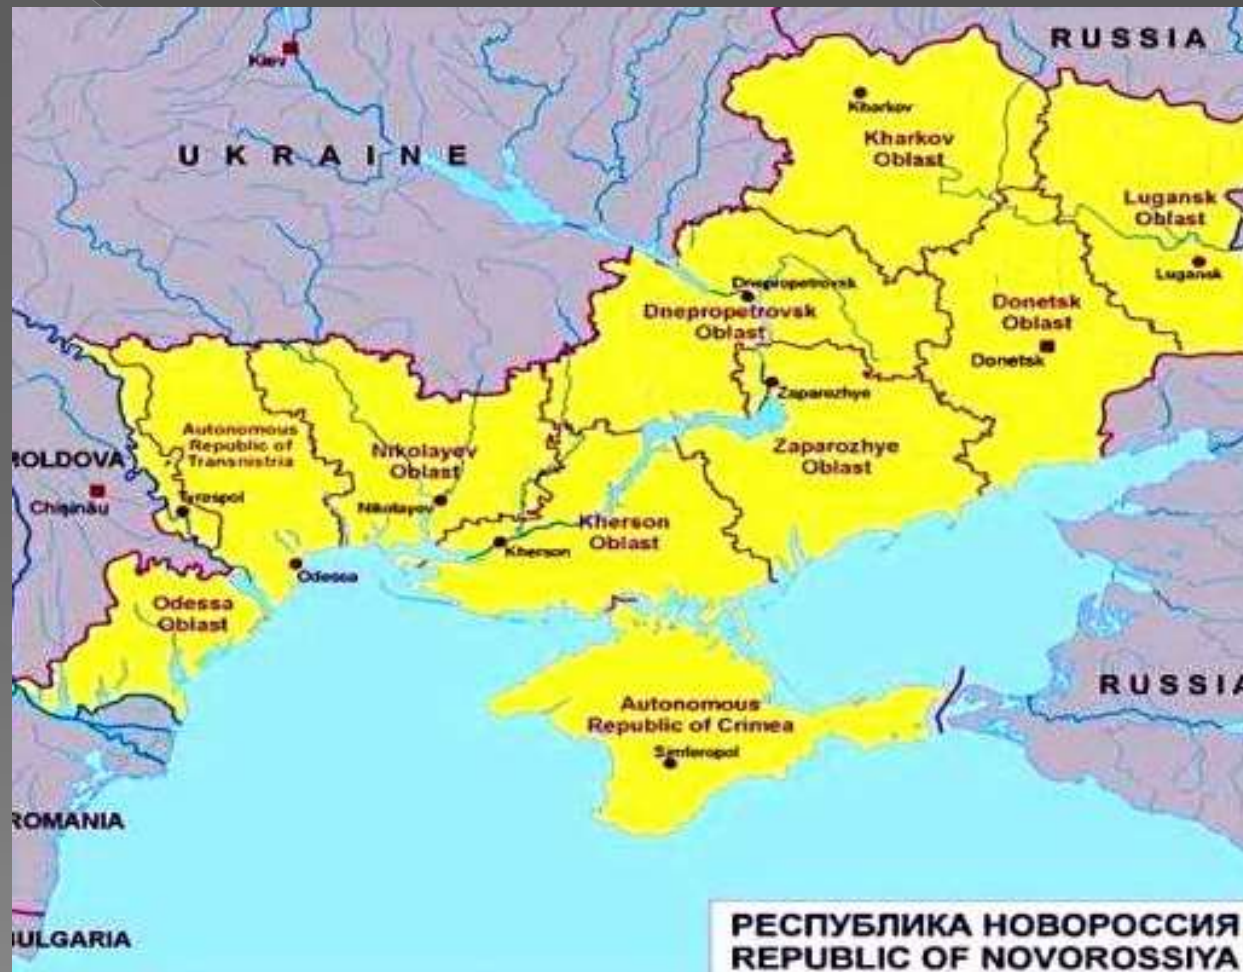 RUSSIA
Kiev
UKRAINE
Kharkov
Kharkov
Oblast
Lugansk
Oblast
Lugansk
Dnepropetrovsk
Dnepropetrovsk
Oblast
Donetsk
Oblast
Donetsk
Zaparozhye
Zaparozhye
Oblast
Autonomous
Republic of
Transnistria
Nikolayev
Oblast
Nikolayev
MOLDOVA
Chişinău
Kherson
Oblast
Kherson
Odessa
Odessa
Oblast
RUSSIA
Autonomous
Republic of Crimea
ROMANIA
BULGARIA
РЕСПУБЛИКА НОВОРОССИЯ
REPUBLIC OF NOVOROSSIYA